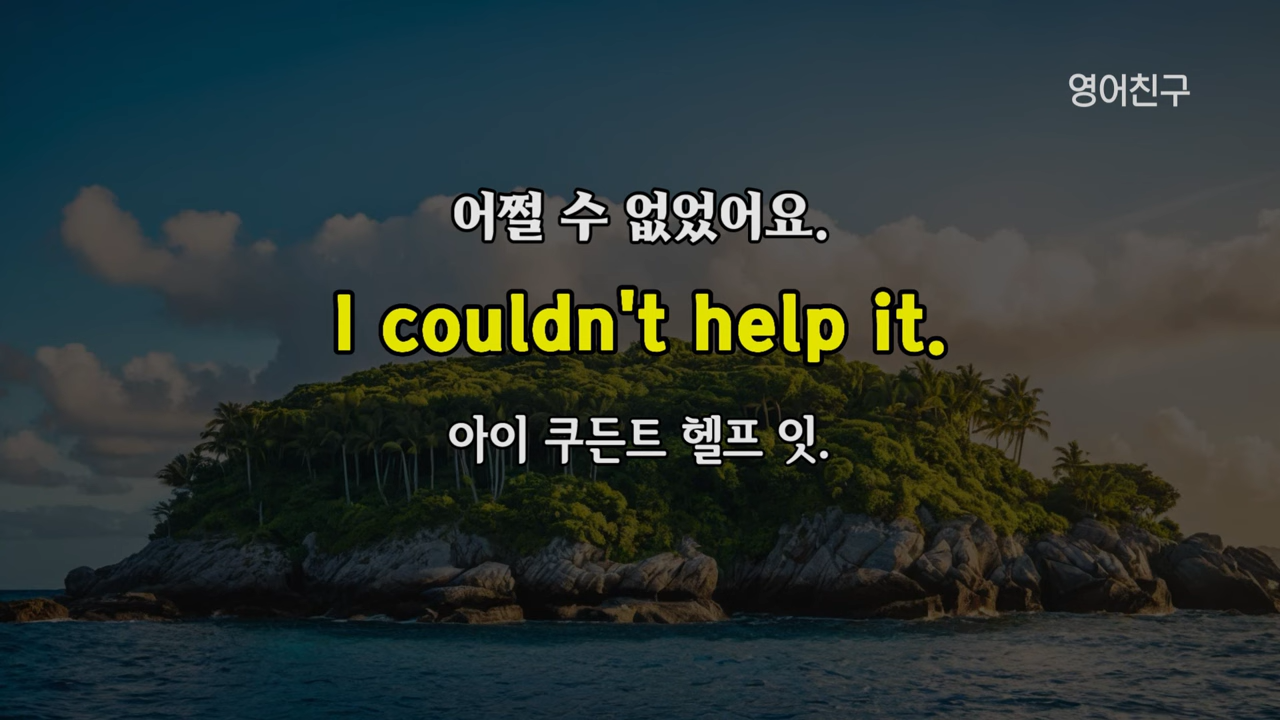 영어친구
어쩔 수 없었어요.
I couldn't help it.
아이 쿠든트 헬프 잇.